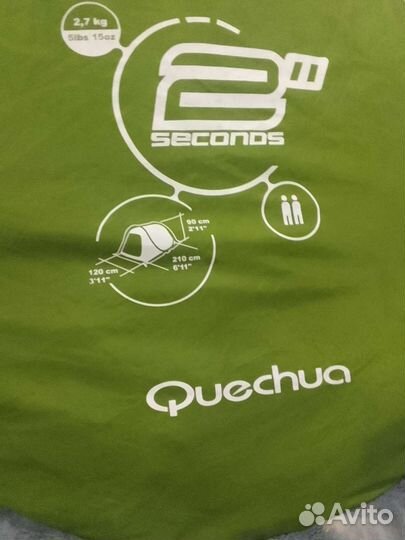 2,7 kg
5lbs 15oz
2"
SECONDS
90 cm
2'11"
120 cm
3'11"
210 cm
6'11"
Quechua
Avito